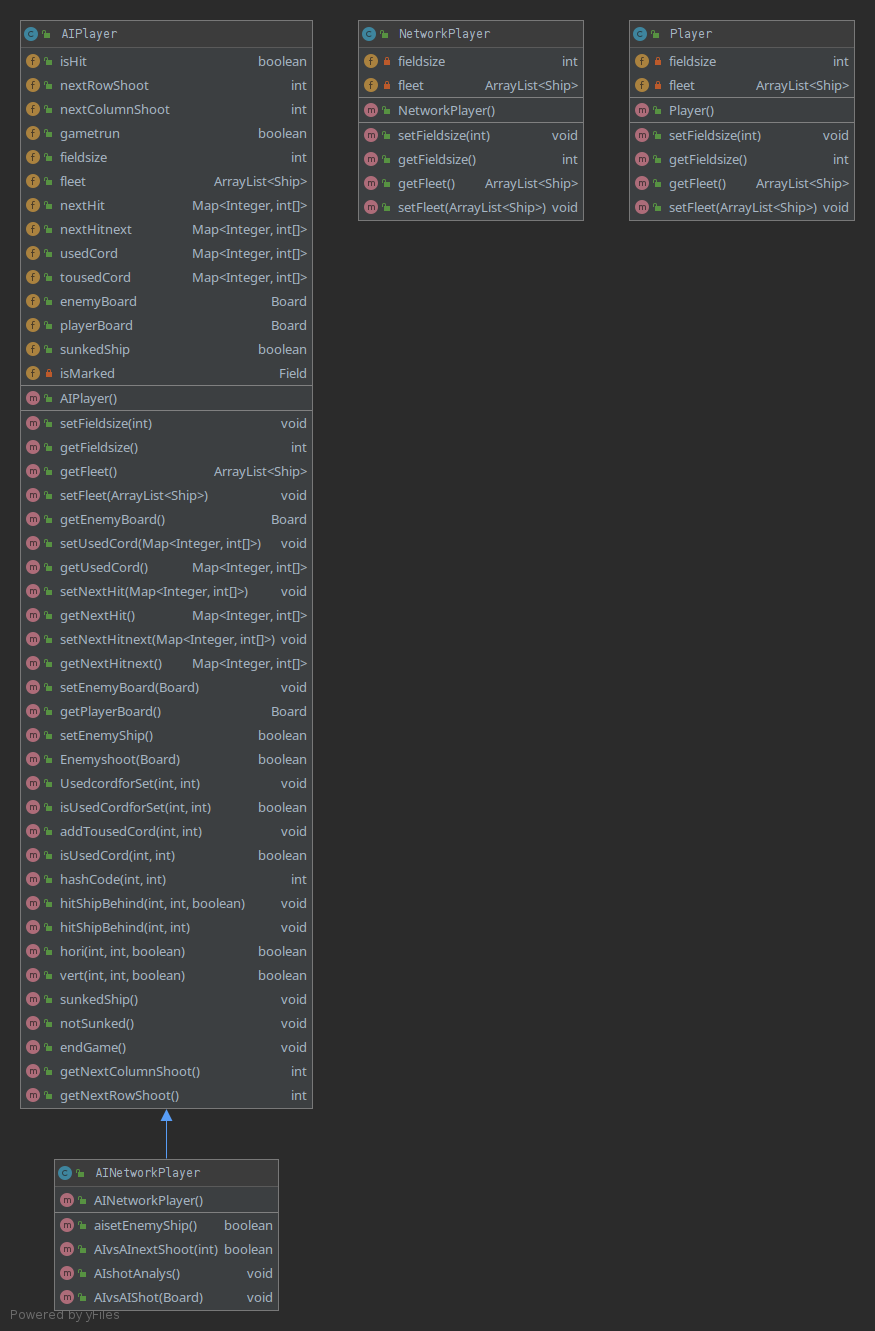 AIPlayer
isHit boolean
nextRowShoot int
nextColumnShoot int
gametrun boolean
fieldsize int
fleet ArrayList<Ship>
nextHit Map<Integer, int[]>
nextHitnext Map<Integer, int[]>
usedCord Map<Integer, int[]>
tousedCord Map<Integer, int[]>
enemyBoard Board
playerBoard Board
sunkedShip boolean
isMarked Field
AIPlayer()
setFieldsize(int) void
getFieldsize() int
getFleet() ArrayList<Ship>
setFleet(ArrayList<Ship>) void
getEnemyBoard() Board
setUsedCord(Map<Integer, int[]>) void
getUsedCord() Map<Integer, int[]>
setNextHit(Map<Integer, int[]>) void
getNextHit() Map<Integer, int[]>
setNextHitnext(Map<Integer, int[]>) void
getNextHitnext() Map<Integer, int[]>
setEnemyBoard(Board) void
getPlayerBoard() Board
setEnemyShip() boolean
Enemyshoot(Board) boolean
UsedcordforSet(int, int) void
isUsedCordforSet(int, int) boolean
addTousedCord(int, int) void
isUsedCord(int, int) boolean
hashCode(int, int) int
hitShipBehind(int, int, boolean) void
hitShipBehind(int, int) void
hori(int, int, boolean) boolean
vert(int, int, boolean) boolean
sunkedShip() void
notSunked() void
endGame() void
getNextColumnShoot() int
getNextRowShoot() int
NetworkPlayer
fieldsize int
fleet ArrayList<Ship>
NetworkPlayer()
setFieldsize(int) void
getFieldsize() int
getFleet() ArrayList<Ship>
setFleet(ArrayList<Ship>) void
Player
fieldsize int
fleet ArrayList<Ship>
Player()
setFieldsize(int) void
getFieldsize() int
getFleet() ArrayList<Ship>
setFleet(ArrayList<Ship>) void
AINetworkPlayer
AINetworkPlayer()
aisetEnemyShip() boolean
AIvsAInextShoot(int) boolean
AIshotAnalys() void
AIvsAIShot(Board) void
Powered by yFiles